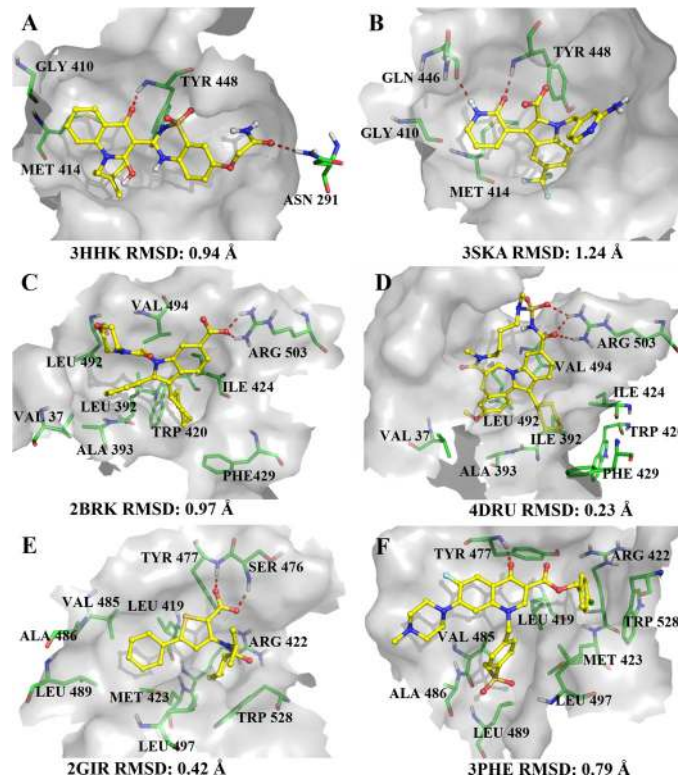 A
GLY 410
TYR 448
MET 414
ASN 291
3HHK RMSD: 0.94 Å
B
TYR 448
GLN 446
GLY 410
MET 414
3SKA RMSD: 1.24 Å
C
VAL 494
LEU 492
ARG 503
ILE 424
LEU 392
VAL 37
TRP 420
ALA 393
PHE429
2BRK RMSD: 0.97 Å
D
ARG 503
VAL 494
ILE 424
LEU 492
TRP 420
ILE 392
VAL 37
ALA 393
PHE 429
4DRU RMSD: 0.23 Å
E
TYR 477
SER 476
VAL 485
LEU 419
ALA 486
ARG 422
LEU 489
MET 423
TRP 528
LEU 497
2GIR RMSD: 0.42 Å
F
TYR 477
ARG 422
LEU 419
TRP 528
VAL 485
MET 423
ALA 486
LEU 497
LEU 489
3PHE RMSD: 0.79 Å